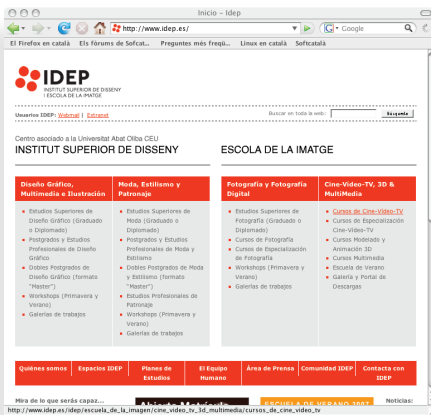 Inicio – Idep
http://www.idep.es/
Google
El Firefox en català Els fòrums de Sofcat... Preguntes més freqü... Linux en català Softcatalà
IDEP
INSTITUT SUPERIOR DE DISSENY
I ESCOLA DE LA IMATGE
Usuarios IDEP: Webmail | Extranet
Buscar en toda la web:
Búsqueda
Centro asociado a la Universitat Abat Oliba CEU
INSTITUT SUPERIOR DE DISSENY
ESCOLA DE LA IMATGE
Diseño Gráfico,
Multimedia e Ilustración
Estudios Superiores de
Diseño Gráfico (Graduado
o Diplomado)
Postgrados y Estudios
Profesionales de Diseño
Gráfico
Dobles Postgrados de
Diseño Gráfico (formato
"Master")
Workshops (Primavera y
Verano)
Galerías de trabajos
Moda, Estilismo y
Patronaje
Estudios Superiores de
Moda (Graduado o
Diplomado)
Postgrados y Estudios
Profesionales de Moda y
Estilismo
Dobles Postgrados de Moda
y Estilismo (formato
"Master")
Estudios Profesionales de
Patronaje
Workshops (Primavera y
Verano)
Galerías de trabajos
Fotografía y Fotografía
Digital
Estudios Superiores de
Fotografía (Graduado o
Diplomado)
Cursos de Fotografía
Cursos de Especialización
de Fotografía
Workshops (Primavera y
Verano)
Galerías de trabajos
Cine-Vídeo-TV, 3D &
MultiMedia
Cursos de Cine-Vídeo-TV
Cursos de Especialización
Cine-Vídeo-TV
Cursos Modelado y
Animación 3D
Cursos Multimedia
Escuela de Verano
Galería y Portal de
Descargas
Quiénes somos
Espacios IDEP
Planes de
Estudios
El Equipo
Humano
Área de Prensa
Comunidad IDEP
Contacta con
IDEP
Mira de lo que serás capaz...
Abierta Matrícula
ESCUELA DE VERANO 2007
Noticias:
http://www.idep.es/idep/escuela_de_la_imagen/cine_video_tv_3d_multimedia/cursos_de_cine_video_tv